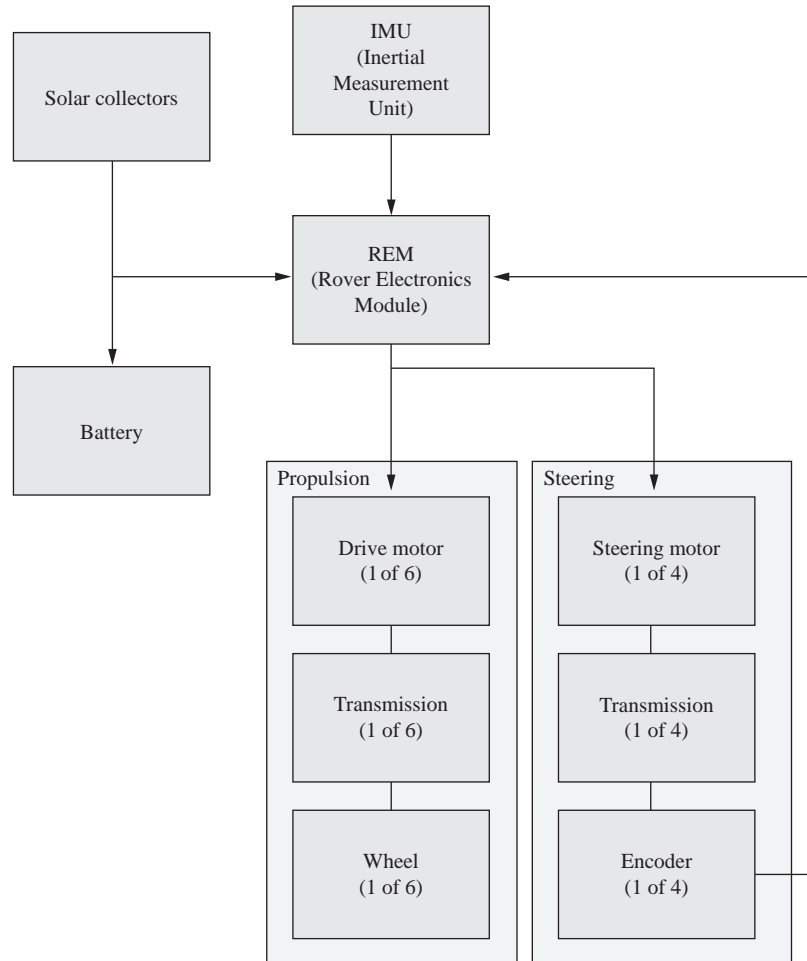 Solar collectors
IMU
(Inertial
Measurement
Unit)
REM
(Rover Electronics
Module)
Battery
Propulsion
Drive motor
(1 of 6)
Transmission
(1 of 6)
Wheel
(1 of 6)
Steering
Steering motor
(1 of 4)
Transmission
(1 of 4)
Encoder
(1 of 4)